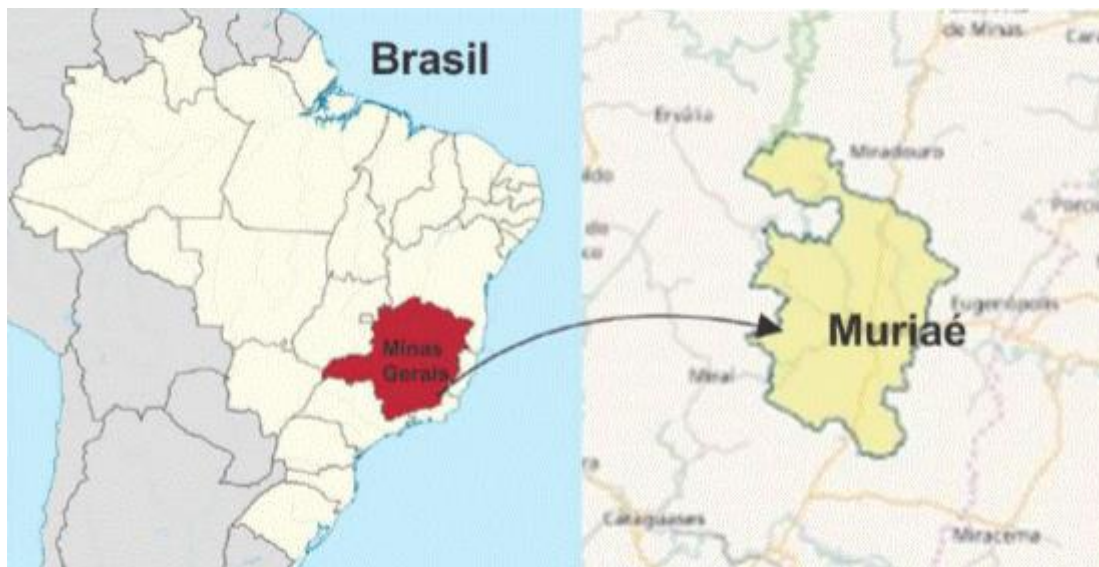 Brasil
Minas
Gerais
de Minas
Ervália
Miradouro
Eugenópolis
Muriaé
Miraí
Cataguases
Miracema